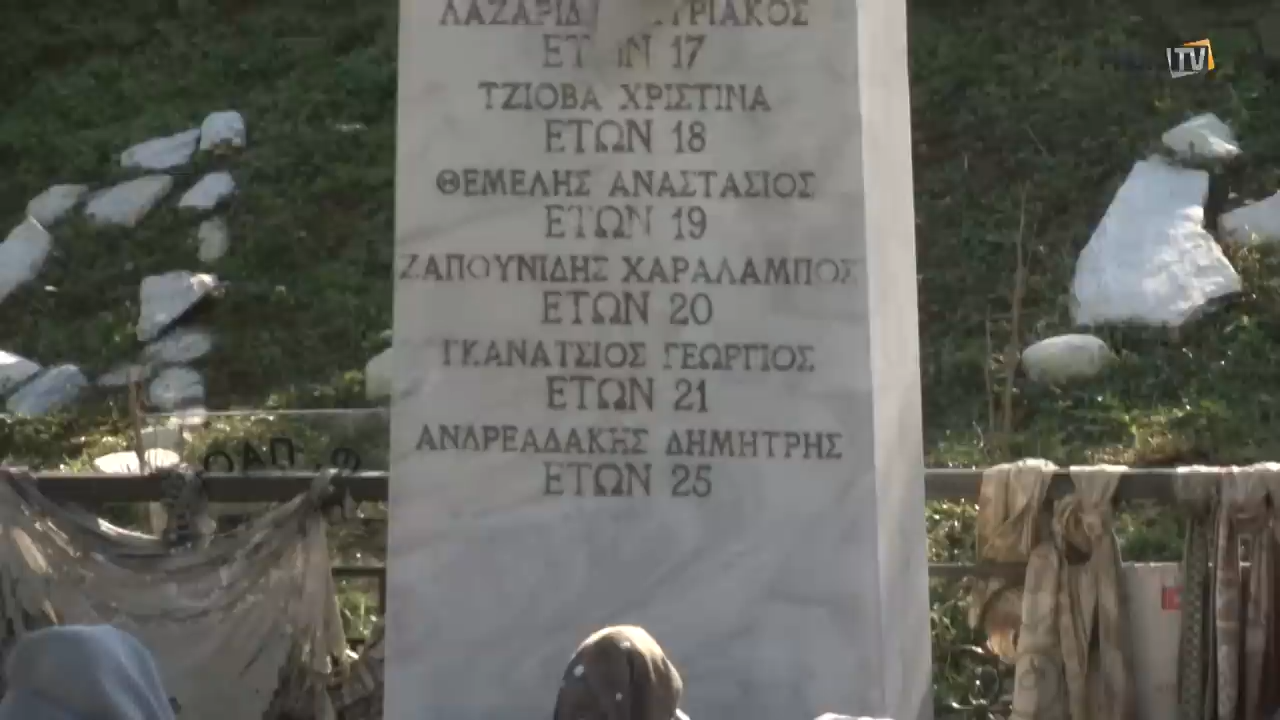 ΕΤΩΝ 17
ΤΖΙΟΒΑ ΧΡΙΣΤΙΝΑ
ΕΤΩΝ 18
ΘΕΜΕΛΗΣ ΑΝΑΣΤΑΣΙΟΣ
ΕΤΩΝ 19
ΖΑΠΟΥΝΙΔΗΣ ΧΑΡΑΛΑΜΠΟΣ
ΕΤΩΝ 20
ΓΚΑΝΑΤΣΙΟΣ ΓΕΩΡΓΙΟΣ
ΕΤΩΝ 21
ΑΝΔΡΕΑΔΑΚΗΣ ΔΗΜΗΤΡΗΣ
ΕΤΩΝ 25
TV